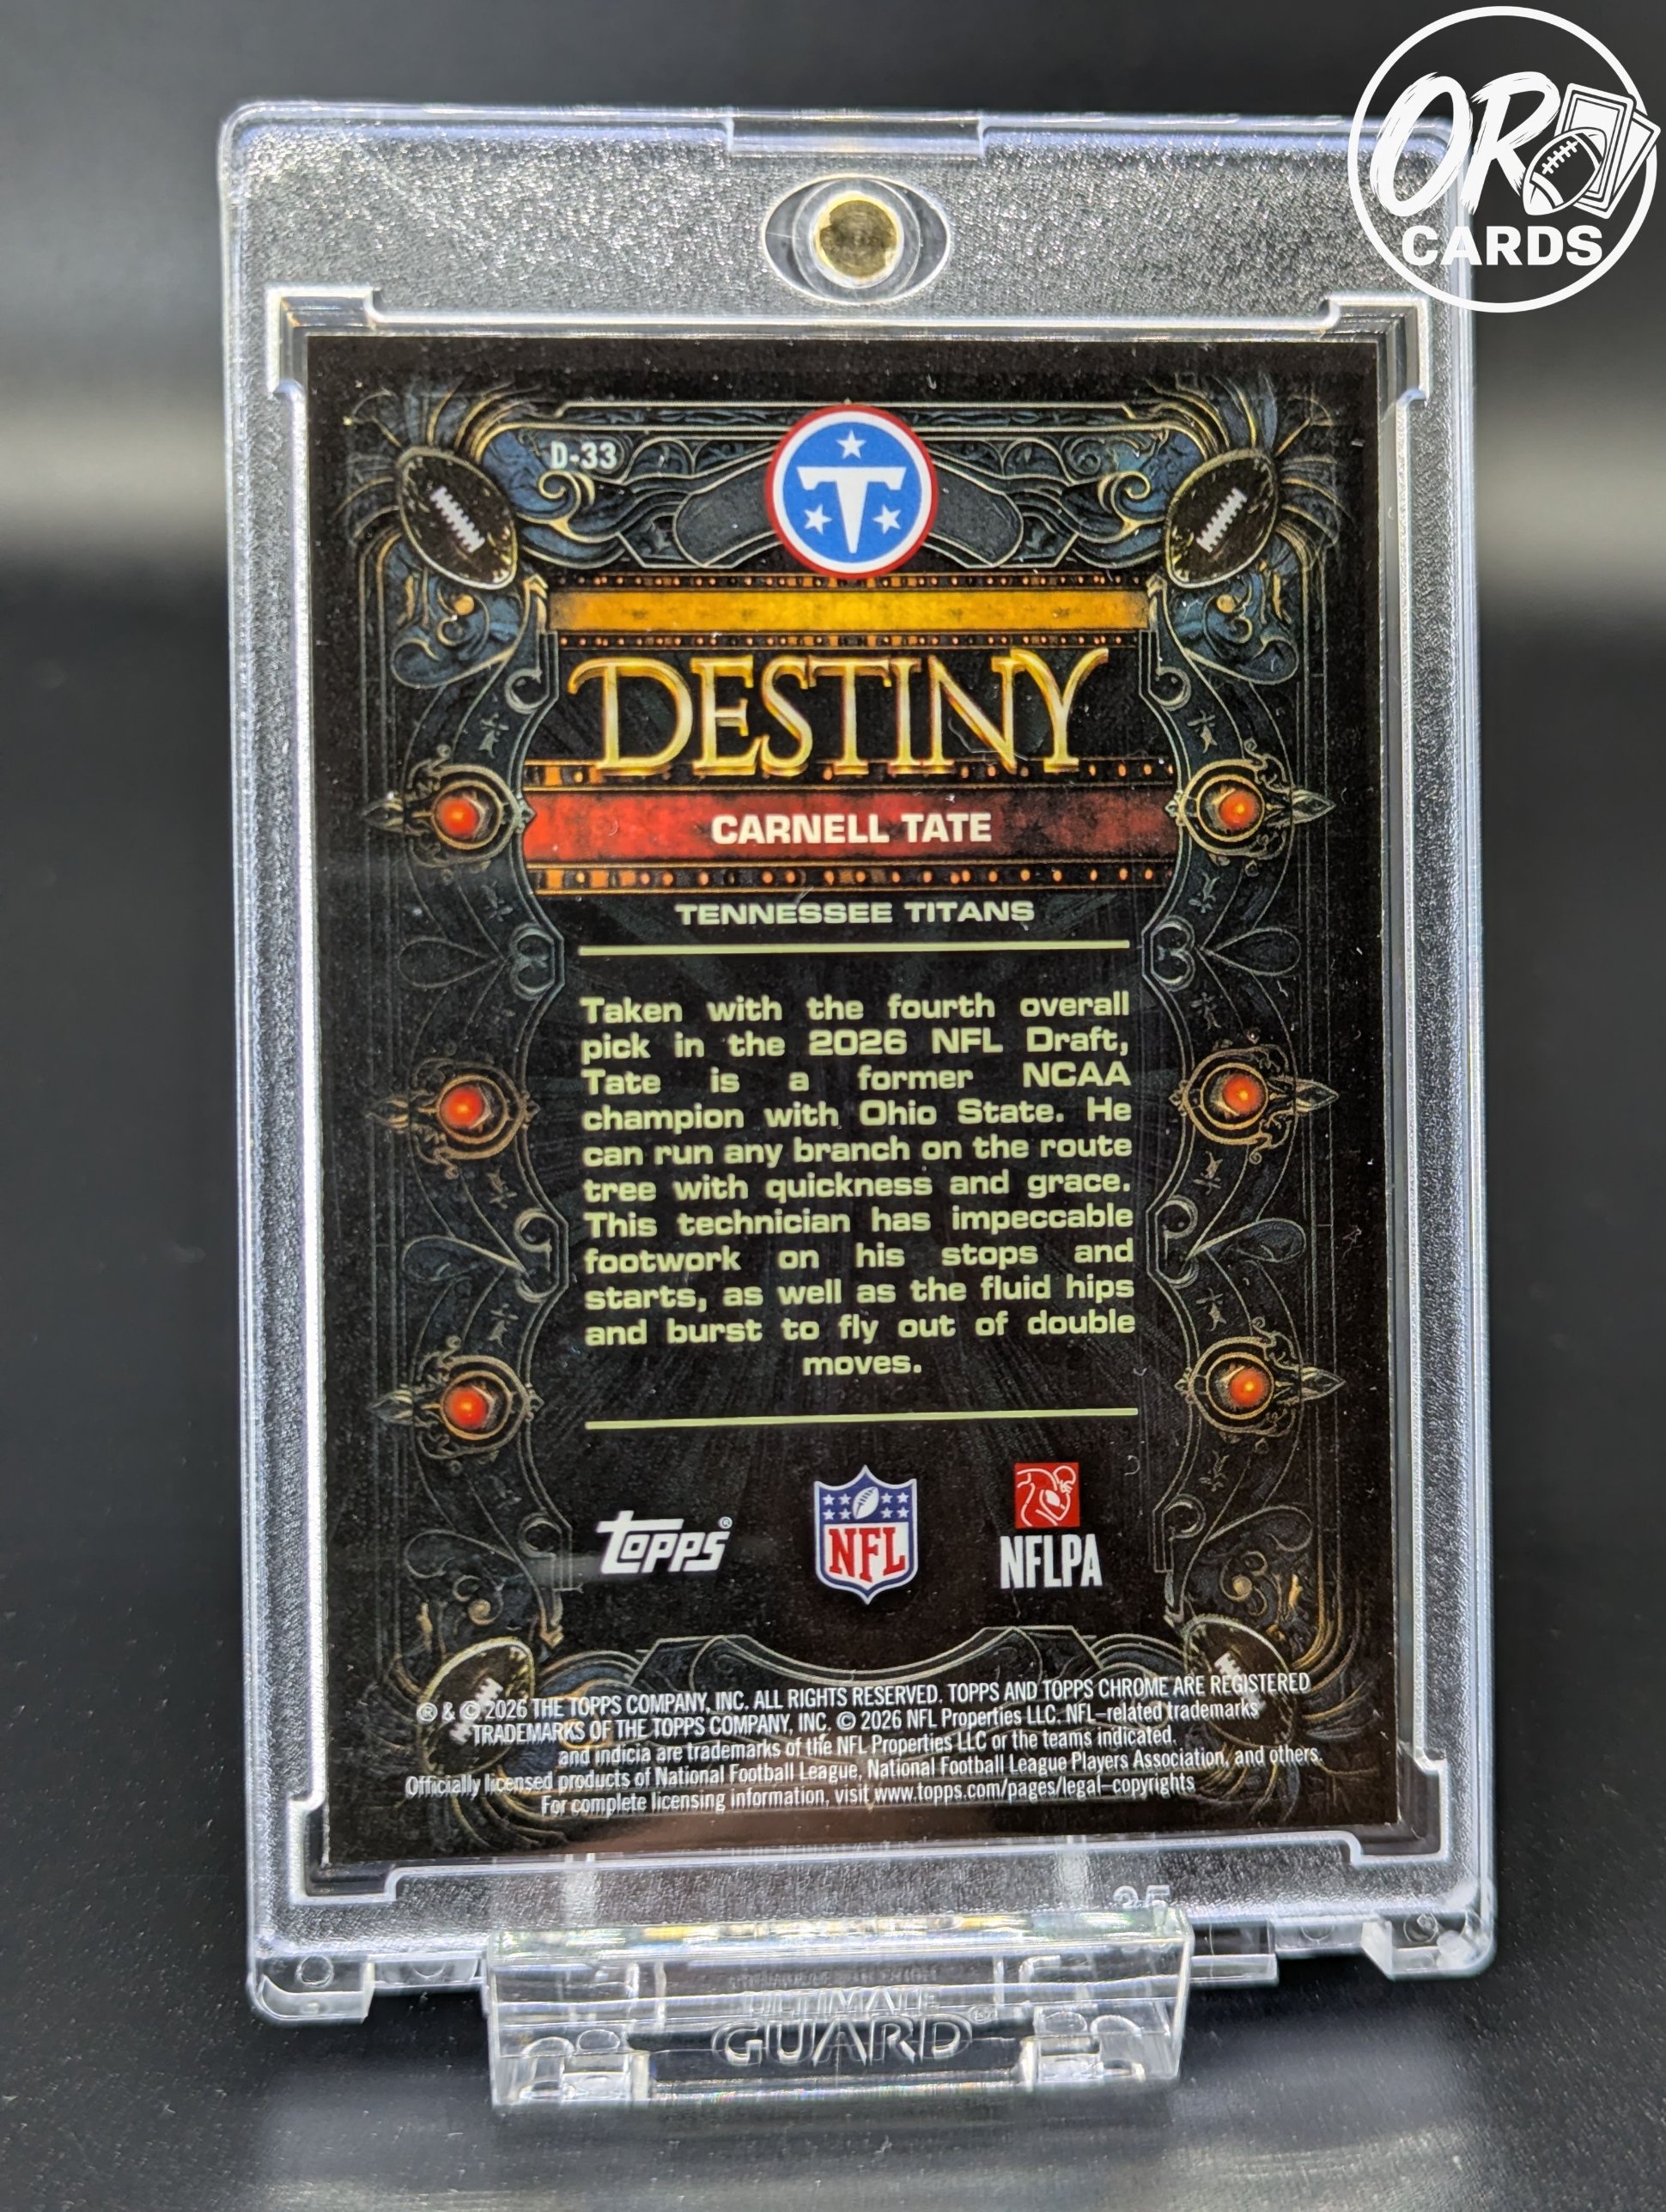 OR
CARDS
D-33
T
DESTINY
CARNELL TATE
TENNESSEE TITANS
Taken with the fourth overall
pick in the 2026 NFL Draft,
Tate is a former NCAA
champion with Ohio State. He
can run any branch on the route
tree with quickness and grace.
This technician has impeccable
footwork on his stops and
starts, as well as the fluid hips
and burst to fly out of double
moves.
Topps® NFL NFLPA
® & © 2026 THE TOPPS COMPANY, INC. ALL RIGHTS RESERVED. TOPPS AND TOPPS CHROME ARE REGISTERED
TRADEMARKS OF THE TOPPS COMPANY, INC. © 2026 NFL Properties LLC. NFL-related trademarks
and indicia are trademarks of the NFL Properties LLC or the teams indicated.
Officially licensed products of National Football League, National Football League Players Association, and others.
For complete licensing information, visit www.topps.com/pages/legal-copyrights
35
ULTIMATE
GUARD®